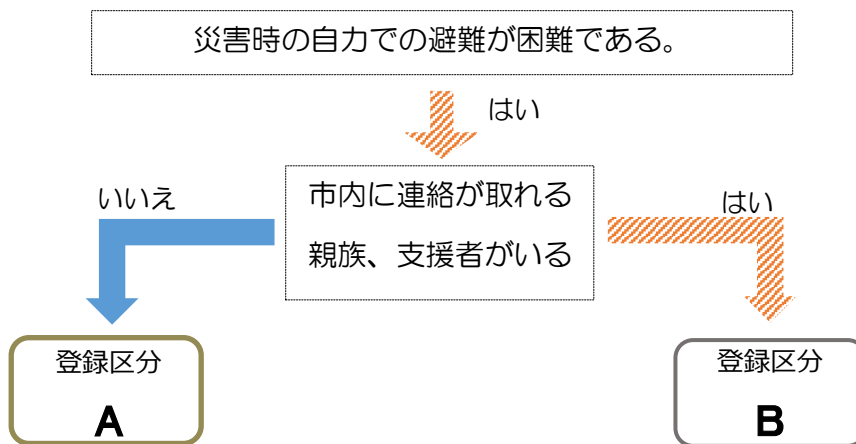 災害時の自力での避難が困難である。
はい
市内に連絡が取れる
親族、支援者がいる
いいえ
はい
登録区分
A
登録区分
B